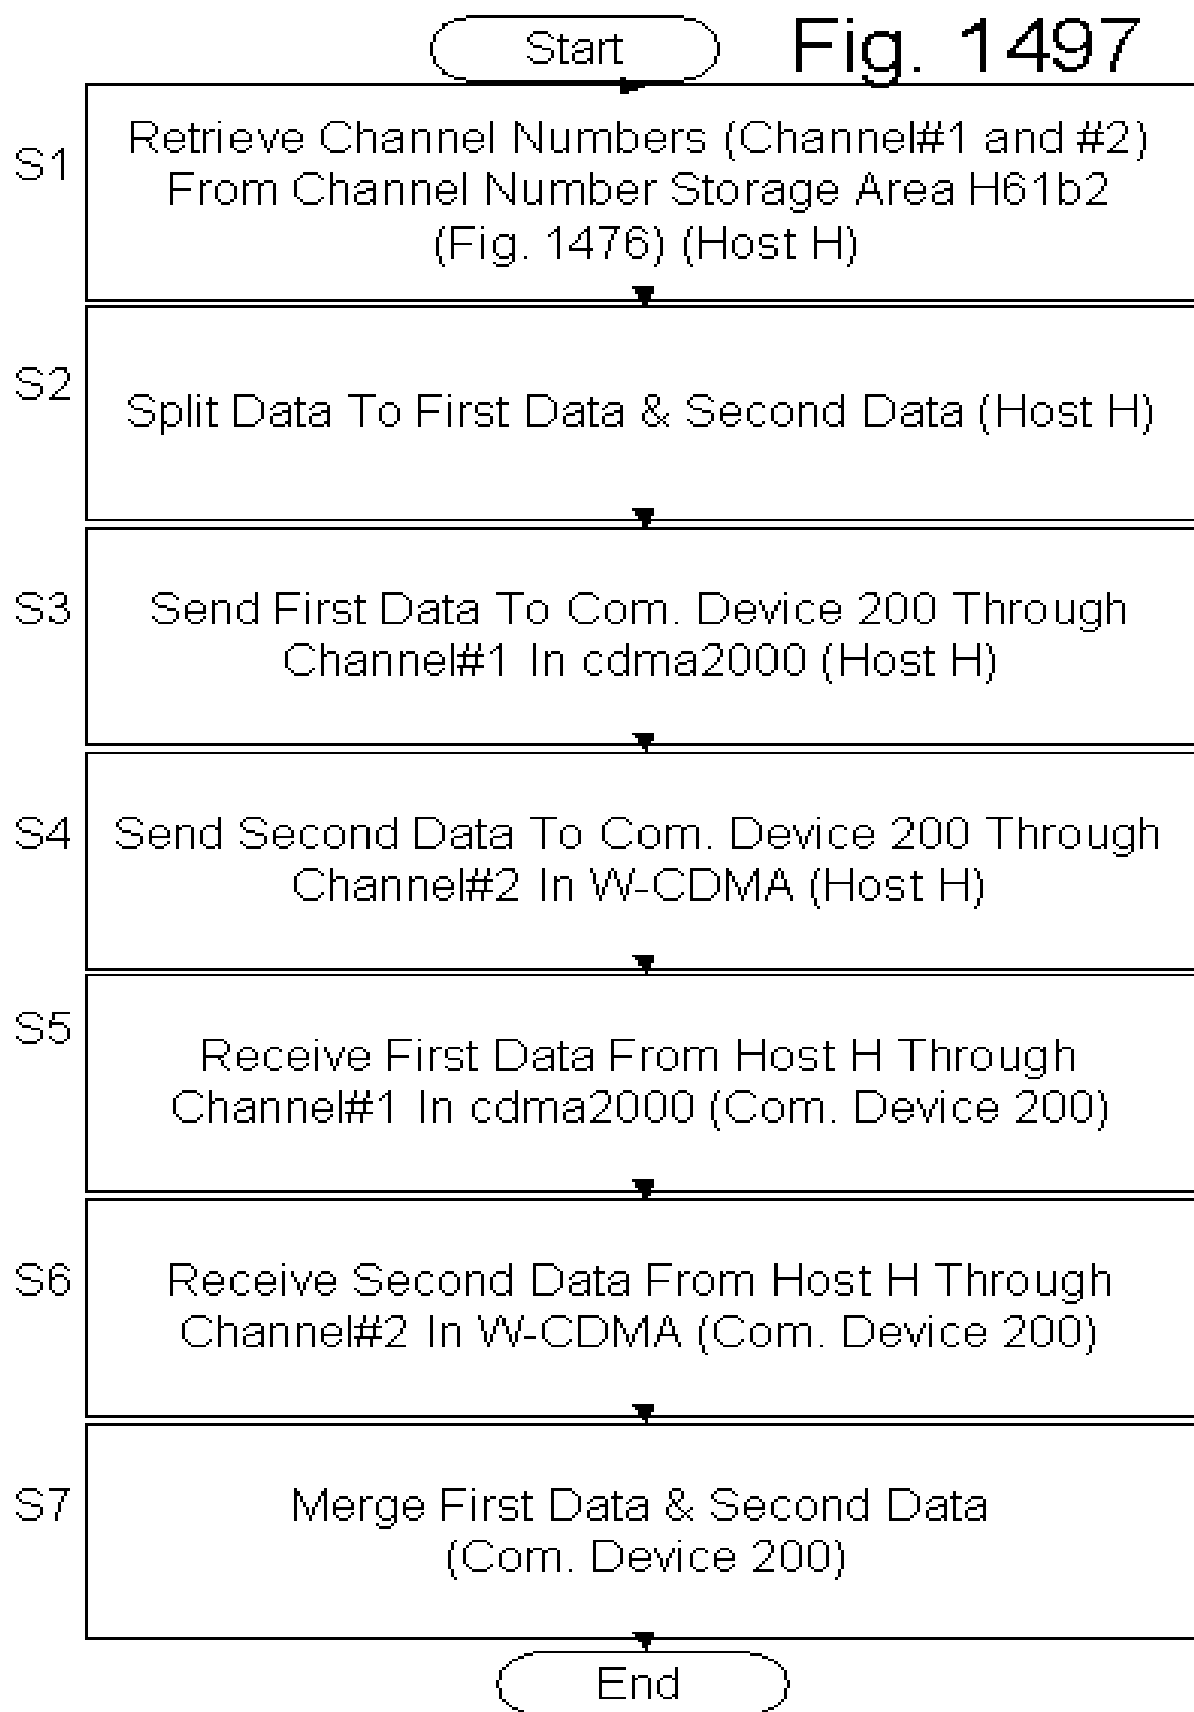 Start
Fig. 1497
S1
Retrieve Channel Numbers (Channel#1 and #2)
From Channel Number Storage Area H61b2
(Fig. 1476) (Host H)
S2
Split Data To First Data & Second Data (Host H)
S3
Send First Data To Com. Device 200 Through
Channel#1 In cdma2000 (Host H)
S4
Send Second Data To Com. Device 200 Through
Channel#2 In W-CDMA (Host H)
S5
Receive First Data From Host H Through
Channel#1 In cdma2000 (Com. Device 200)
S6
Receive Second Data From Host H Through
Channel#2 In W-CDMA (Com. Device 200)
S7
Merge First Data & Second Data
(Com. Device 200)
End